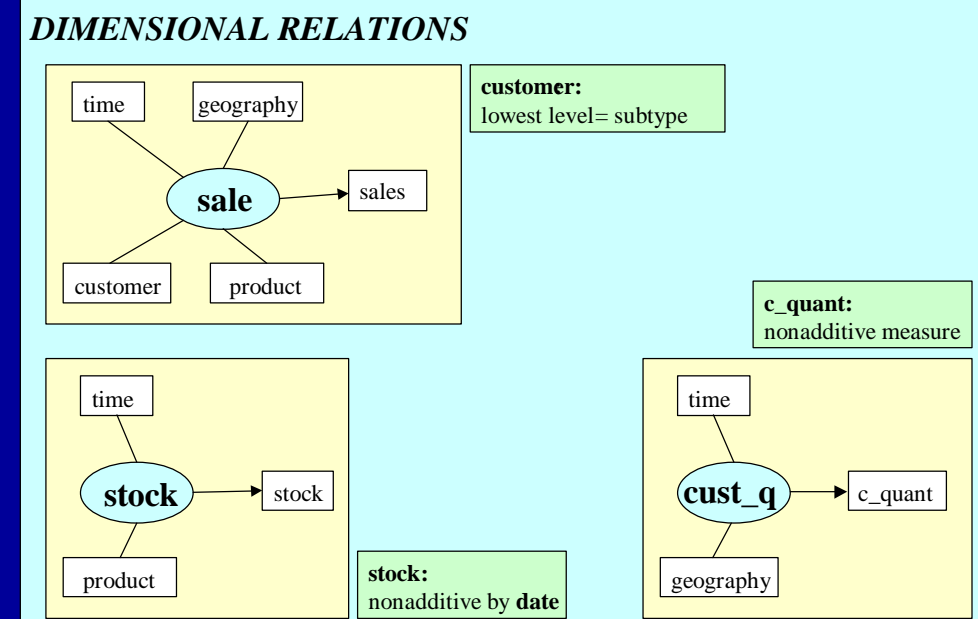 DIMENSIONAL RELATIONS
time
geography
sale
sales
customer
product
customer:
lowest level= subtype
c_quant:
nonadditive measure
time
stock
stock
product
stock:
nonadditive by date
time
cust_q
c_quant
geography